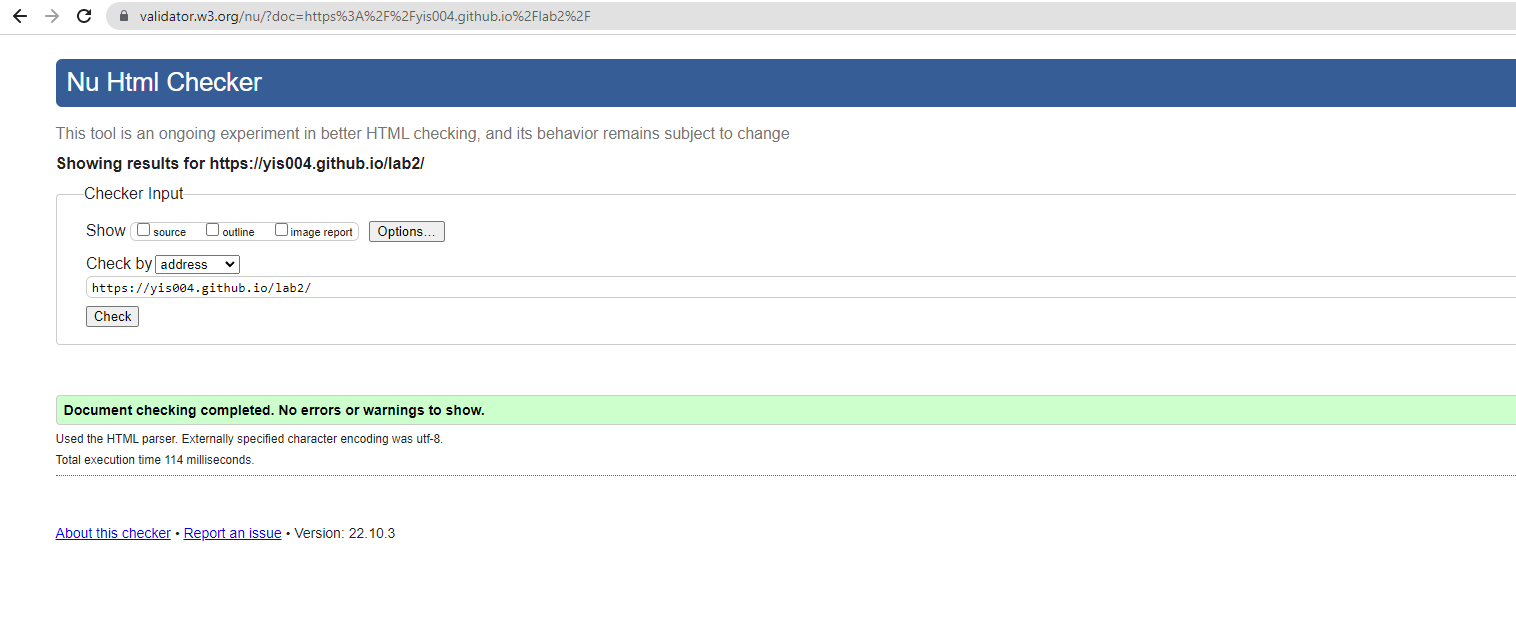 validator.w3.org/nu/?doc=https%3A%2F%2Fyis004.github.io%2Flab2%2F
Nu Html Checker
This tool is an ongoing experiment in better HTML checking, and its behavior remains subject to change
Showing results for https://yis004.github.io/lab2/
Checker Input
Show source outline image report Options...
Check by address
https://yis004.github.io/lab2/
Check
Document checking completed. No errors or warnings to show.
Used the HTML parser. Externally specified character encoding was utf-8.
Total execution time 114 milliseconds.
About this checker • Report an issue • Version: 22.10.3